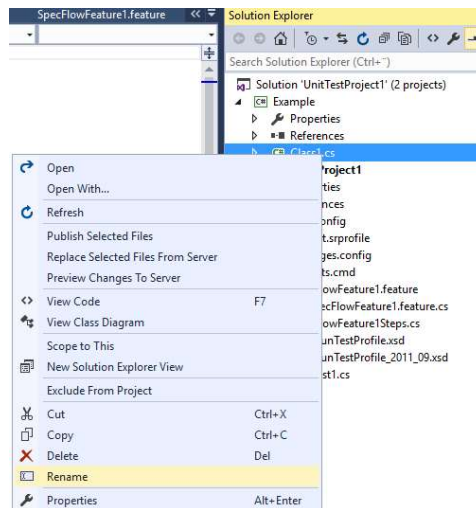 SpecFlowFeature1.feature
Solution Explorer
Search Solution Explorer (Ctrl+¨)
Solution 'UnitTestProject1' (2 projects)
C# Example
Properties
References
C# Class1.cs
Open
Open With...
Refresh
Publish Selected Files
Replace Selected Files From Server
Preview Changes To Server
View Code F7
View Class Diagram
Scope to This
New Solution Explorer View
Exclude From Project
Cut Ctrl+X
Copy Ctrl+C
Delete Del
Rename
Properties Alt+Enter
Project1
ties
nces
onfig
t.srprofile
ges.config
ts.cmd
owFeature1.feature
ecFlowFeature1.feature.cs
owFeature1Steps.cs
unTestProfile.xsd
unTestProfile_2011_09.xsd
st1.cs